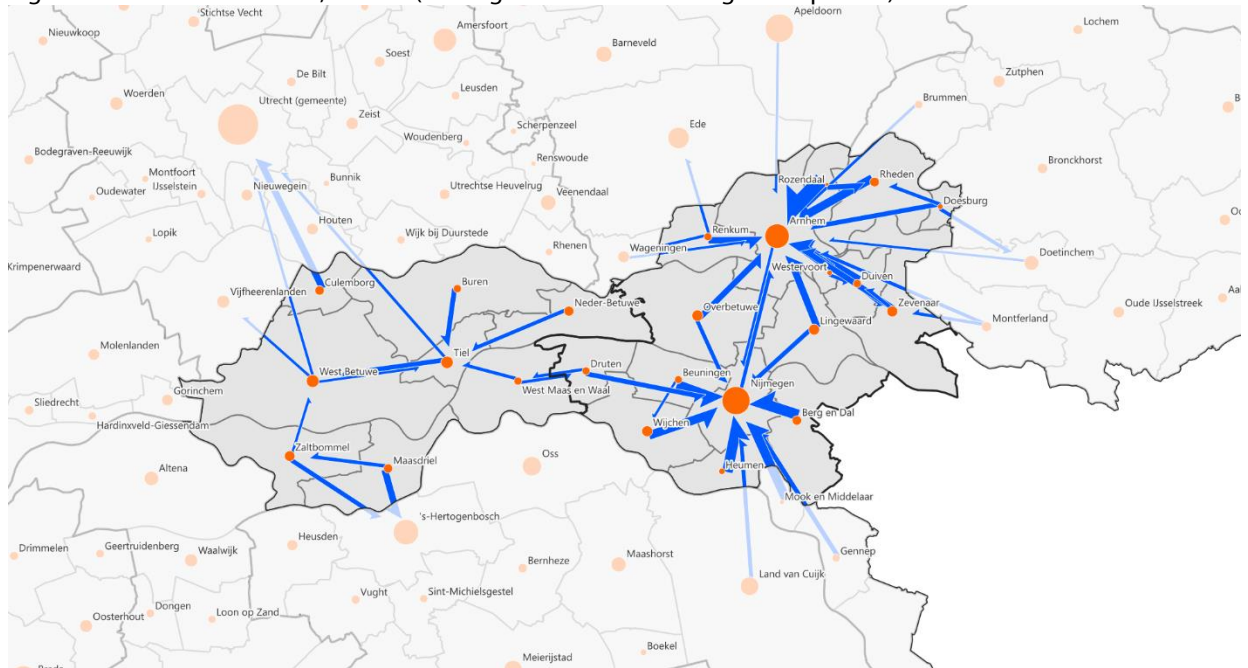 Stichtse Vecht
Apeldoorn
Nieuwkoop
Amersfoort
Lochem
Soest
Barneveld
De Bilt
Zutphen
Woerden
Utrecht (gemeente)
Leusden
Brummen
Zeist
Scherpenzeel
Ede
Woudenberg
Bodegraven-Reeuwijk
Renswoude
Bronckhorst
Montfoort
IJsselstein
Bunnik
Rozendaal
Rheden
Oudewater
Nieuwegein
Utrechtse Heuvelrug
Veenendaal
Doesburg
Houten
Arnhem
Lopik
Wijk bij Duurstede
Renkum
Rhenen
Wageningen
Doetinchem
Krimpenerwaard
Westervoort
Duiven
Culemborg
Buren
Vijfheerenlanden
Neder-Betuwe
Overbetuwe
Zevenaar
Oude IJsselstreek
Lingewaard
Montferland
Molenlanden
Tiel
West Betuwe
Druten
Beuningen
Nijmegen
West Maas en Waal
Gorinchem
Sliedrecht
Hardinxveld-Giessendam
Wijchen
Berg en Dal
Zaltbommel
Maasdriel
Oss
Heumen
Altena
Mook en Middelaar
's-Hertogenbosch
Heusden
Drimmelen
Geertruidenberg
Waalwijk
Gennep
Bernheze
Maashorst
Land van Cuijk
Vught
Sint-Michielsgestel
Dongen
Loon op Zand
Oosterhout
Boekel
Meierijstad